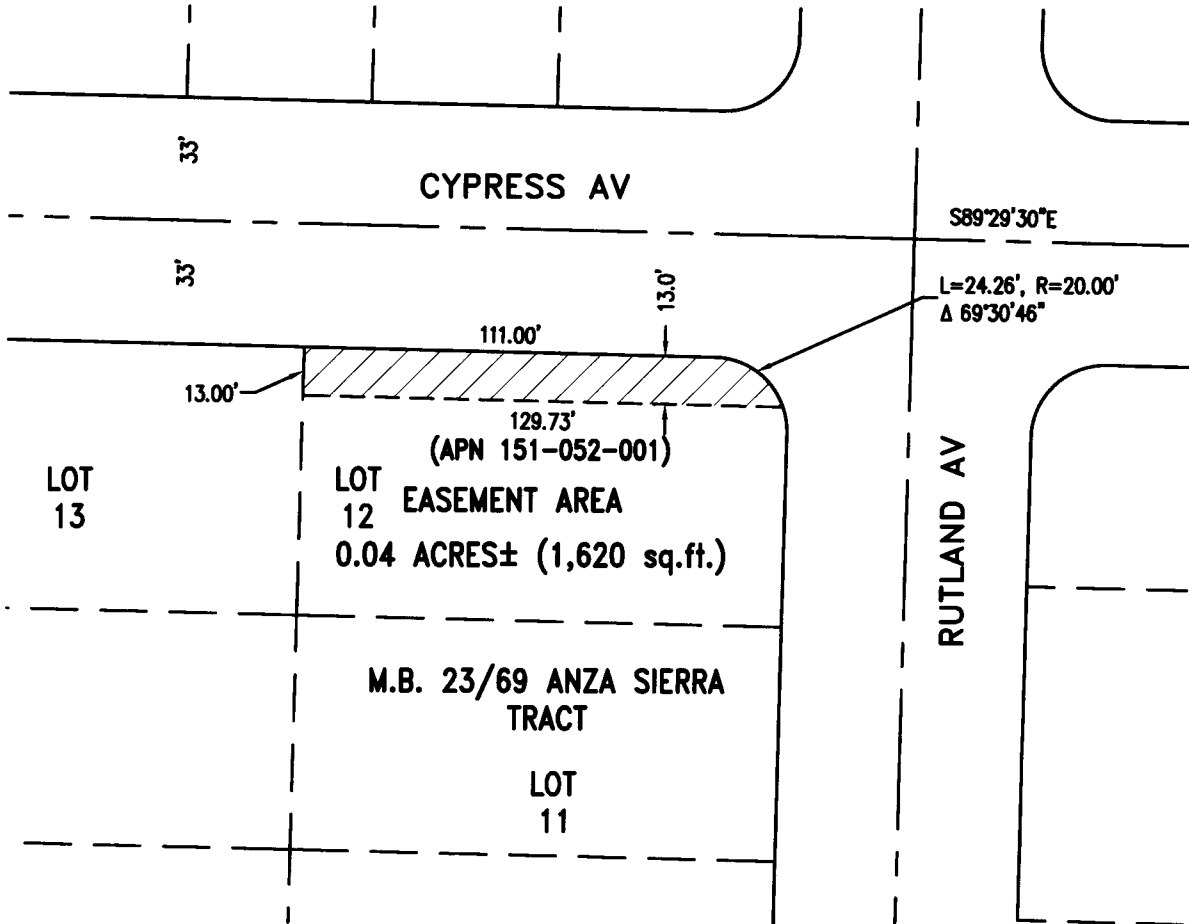 33'
CYPRESS AV
S89°29'30"E
33'
13.0'
L=24.26', R=20.00'
Δ 69°30'46"
111.00'
13.00'
129.73'
(APN 151-052-001)
LOT
13
LOT
12
EASEMENT AREA
0.04 ACRES± (1,620 sq.ft.)
RUTLAND AV
M.B. 23/69 ANZA SIERRA
TRACT
LOT
11